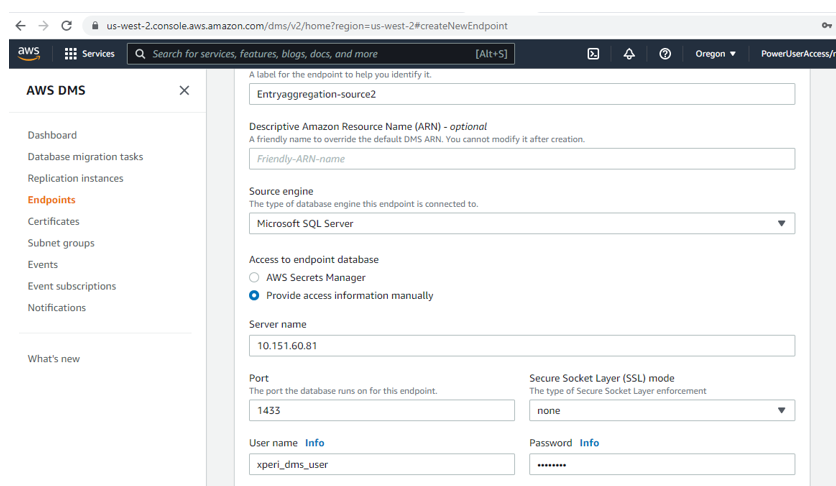 us-west-2.console.aws.amazon.com/dms/v2/home?region=us-west-2#createNewEndpoint
aws
Services
Search for services, features, blogs, docs, and more
[Alt+S]
Oregon
PowerUserAccess/
AWS DMS
Dashboard
Database migration tasks
Replication instances
Endpoints
Certificates
Subnet groups
Events
Event subscriptions
Notifications
What's new
A label for the endpoint to help you identify it.
Entryaggregation-source2
Descriptive Amazon Resource Name (ARN) - optional
A friendly name to override the default DMS ARN. You cannot modify it after creation.
Friendly-ARN-name
Source engine
The type of database engine this endpoint is connected to.
Microsoft SQL Server
Access to endpoint database
AWS Secrets Manager
Provide access information manually
Server name
10.151.60.81
Port
The port the database runs on for this endpoint.
1433
Secure Socket Layer (SSL) mode
The type of Secure Socket Layer enforcement
none
User name Info
xperi_dms_user
Password Info
••••••••